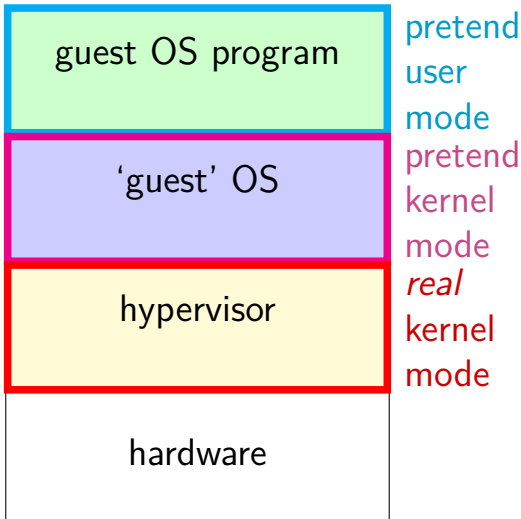 guest OS program
pretend
user
mode
‘guest’ OS
pretend
kernel
mode
hypervisor
real
kernel
mode
hardware